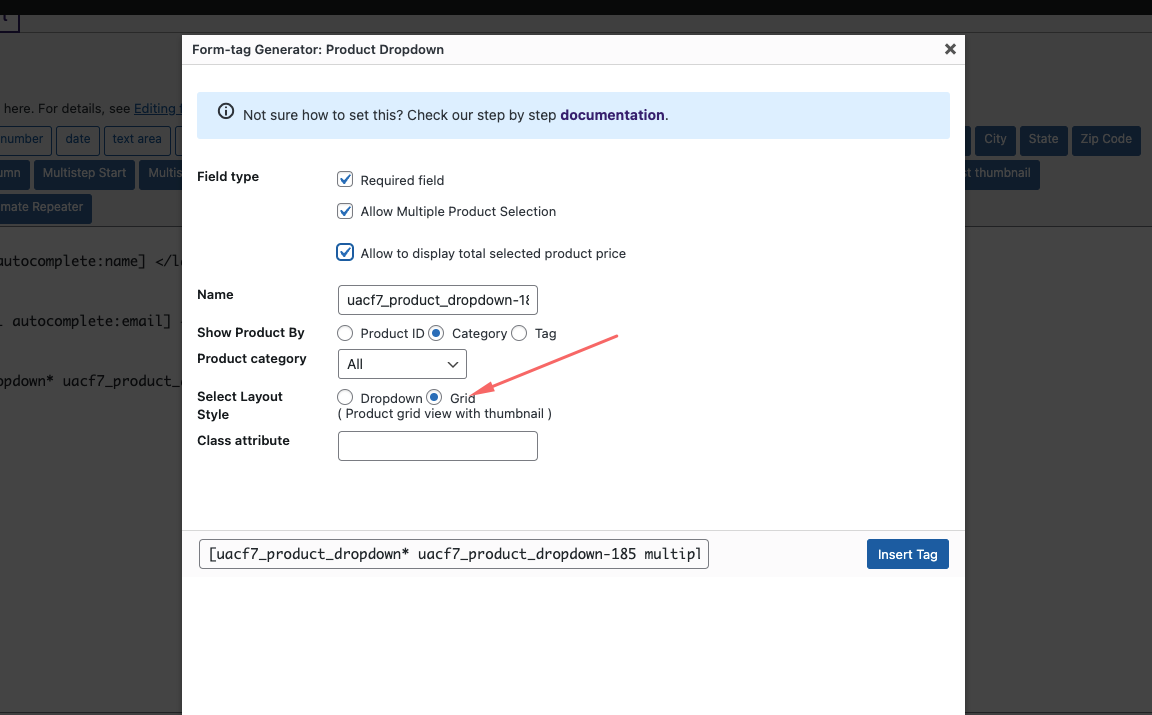 Form-tag Generator: Product Dropdown
here. For details, see Editing
number date text area City State Zip Code
Multistep Start thumbnail
Repeater
Not sure how to set this? Check our step by step documentation.
Field type
Required field
Allow Multiple Product Selection
Allow to display total selected product price
autocomplete:name] </l
autocomplete:email]
uacf7_product_
Name
uacf7_product_dropdown-18
Show Product By
Product ID Category Tag
Product category
All
Select Layout Style
Dropdown Grid
( Product grid view with thumbnail )
Class attribute
[uacf7_product_dropdown* uacf7_product_dropdown-185 multipl
Insert Tag